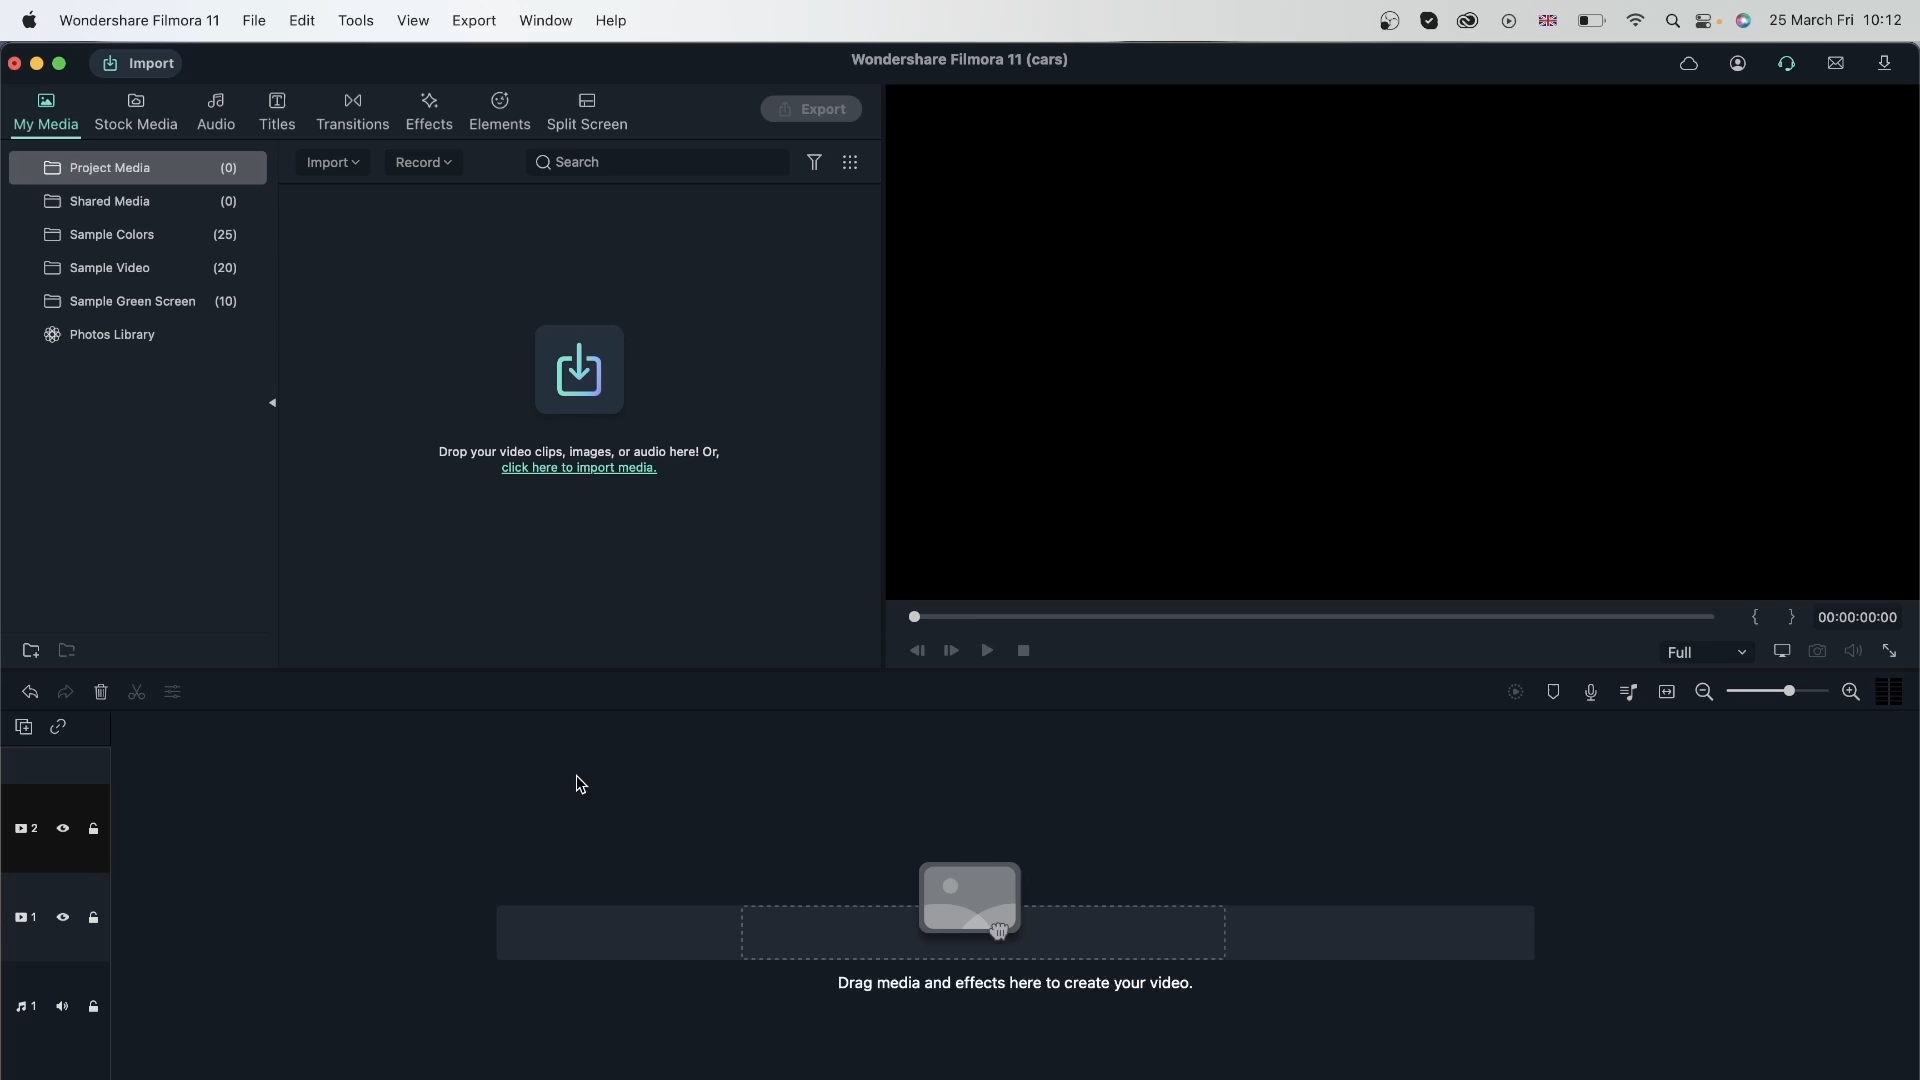 Wondershare Filmora 11 File Edit Tools View Export Window Help 25 March Fri 10:12
Import Wondershare Filmora 11 (cars)
My Media Stock Media Audio Titles Transitions Effects Elements Split Screen Export
Project Media (0) Import Record Search
Shared Media (0)
Sample Colors (25)
Sample Video (20)
Sample Green Screen (10)
Photos Library
Drop your video clips, images, or audio here! Or,
click here to import media.
{ } 00:00:00:00
Full
2
1
Drag media and effects here to create your video.
1